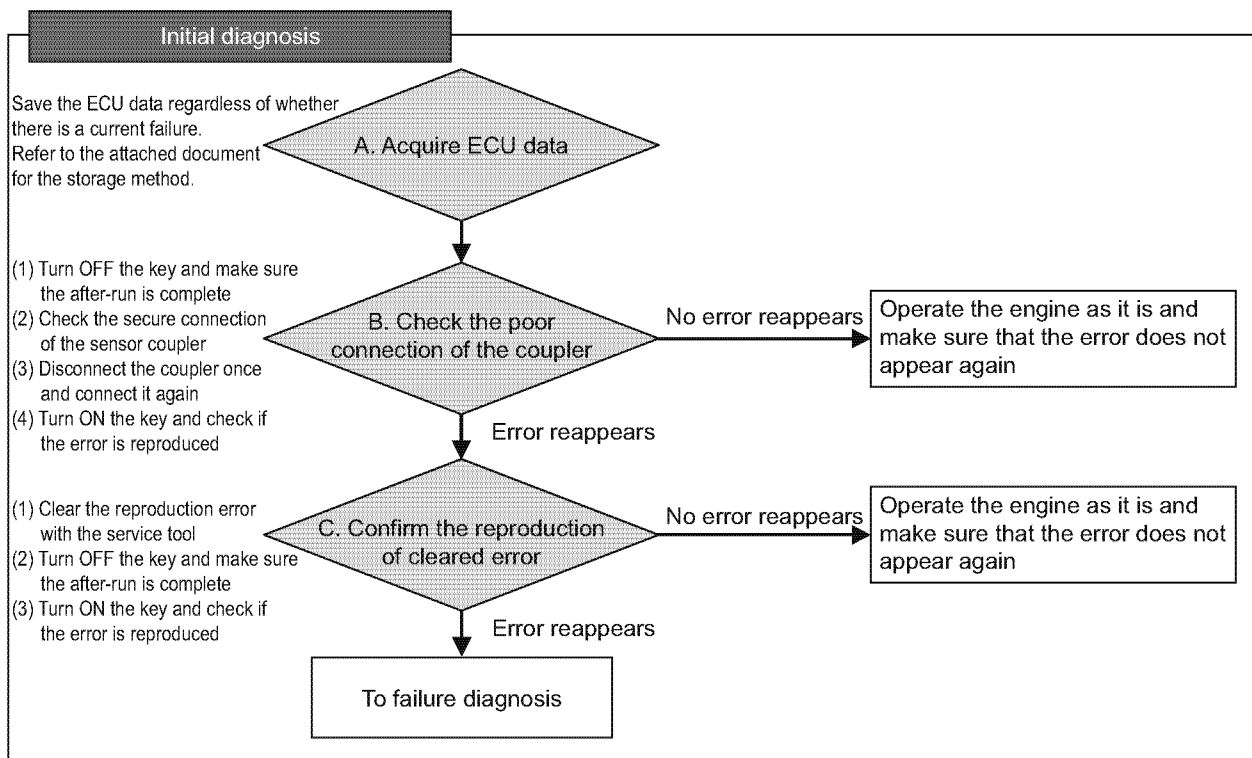 Initial diagnosis
Save the ECU data regardless of whether
there is a current failure.
Refer to the attached document
for the storage method.
A. Acquire ECU data
(1) Turn OFF the key and make sure
the after-run is complete
(2) Check the secure connection
of the sensor coupler
(3) Disconnect the coupler once
and connect it again
(4) Turn ON the key and check if
the error is reproduced
B. Check the poor
connection of the coupler
No error reappears
Operate the engine as it is and
make sure that the error does not
appear again
Error reappears
(1) Clear the reproduction error
with the service tool
(2) Turn OFF the key and make sure
the after-run is complete
(3) Turn ON the key and check if
the error is reproduced
C. Confirm the reproduction
of cleared error
No error reappears
Operate the engine as it is and
make sure that the error does not
appear again
Error reappears
To failure diagnosis